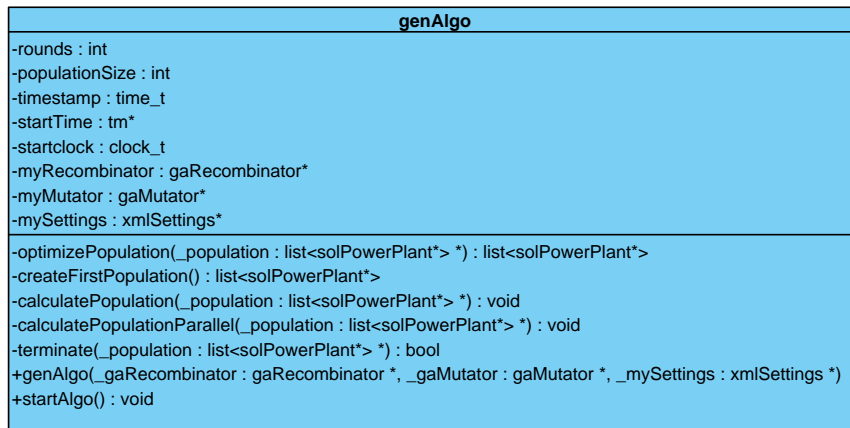 genAlgo
-rounds : int
-populationSize : int
-timestamp : time_t
-startTime : tm*
-startclock : clock_t
-myRecombinator : gaRecombinator*
-myMutator : gaMutator*
-mySettings : xmlSettings*
-optimizePopulation(_population : list<solPowerPlant*> *) : list<solPowerPlant*>
-createFirstPopulation() : list<solPowerPlant*>
-calculatePopulation(_population : list<solPowerPlant*> *) : void
-calculatePopulationParallel(_population : list<solPowerPlant*> *) : void
-terminate(_population : list<solPowerPlant*> *) : bool
+genAlgo(_gaRecombinator : gaRecombinator *, _gaMutator : gaMutator *, _mySettings : xmlSettings *)
+startAlgo() : void